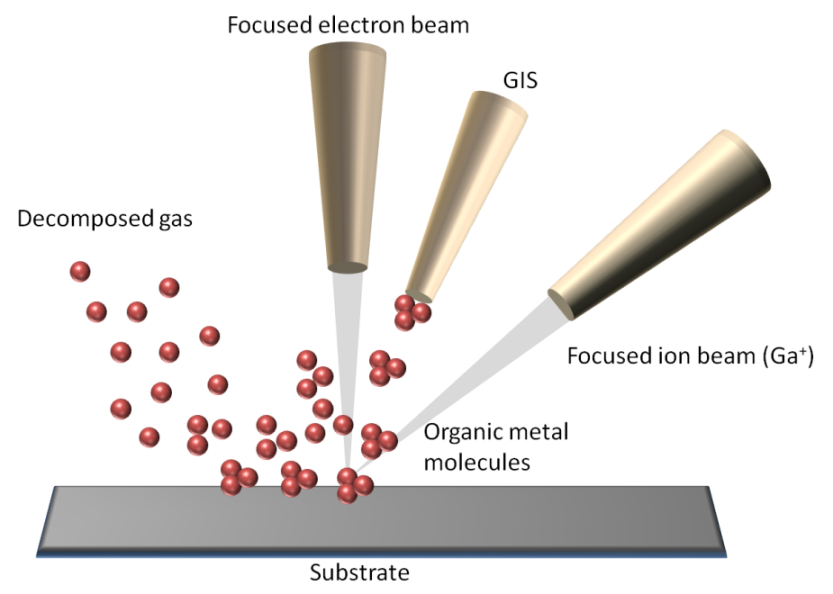 Focused electron beam
GIS
Decomposed gas
Focused ion beam (Ga⁺)
Organic metal
molecules
Substrate